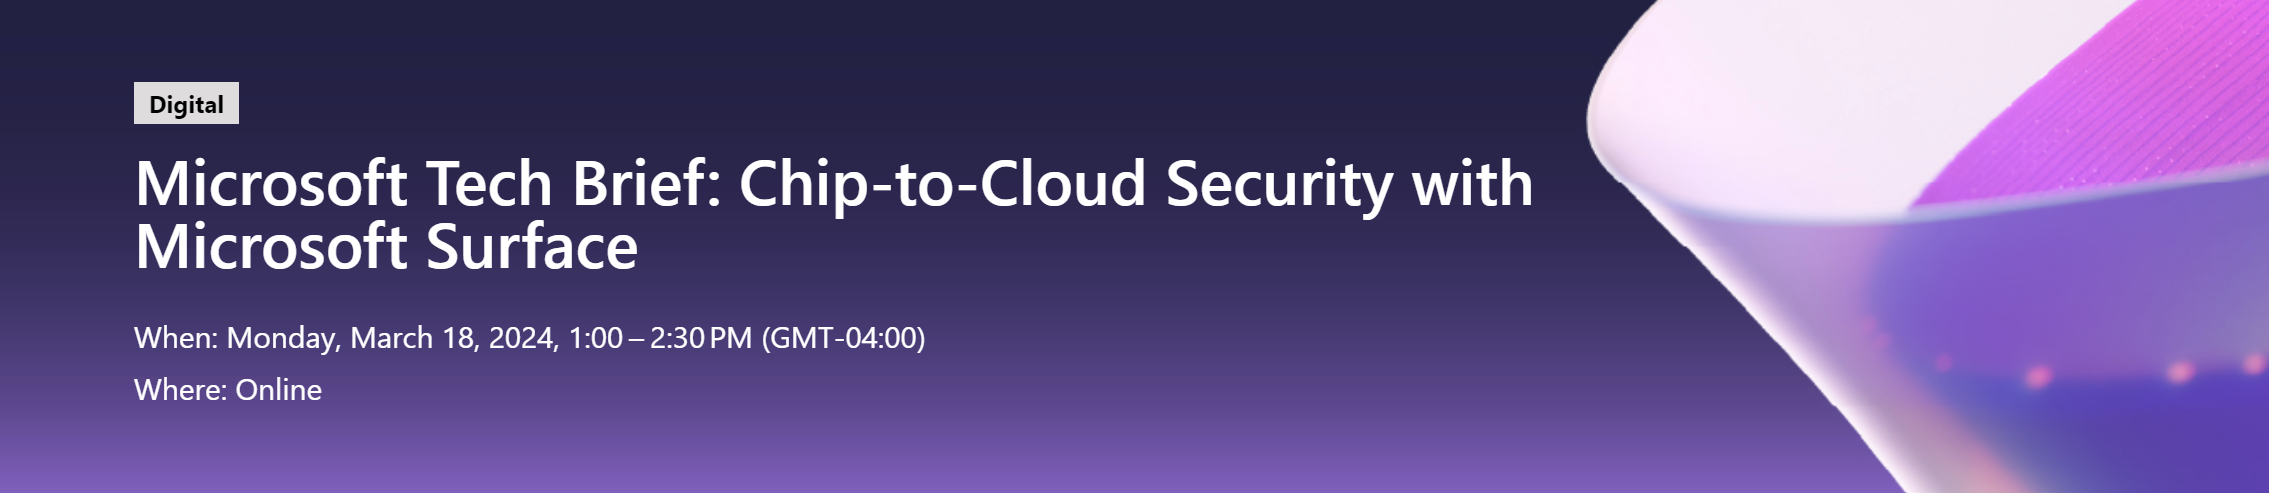 Digital
Microsoft Tech Brief: Chip-to-Cloud Security with
Microsoft Surface
When: Monday, March 18, 2024, 1:00 – 2:30 PM (GMT-04:00)
Where: Online